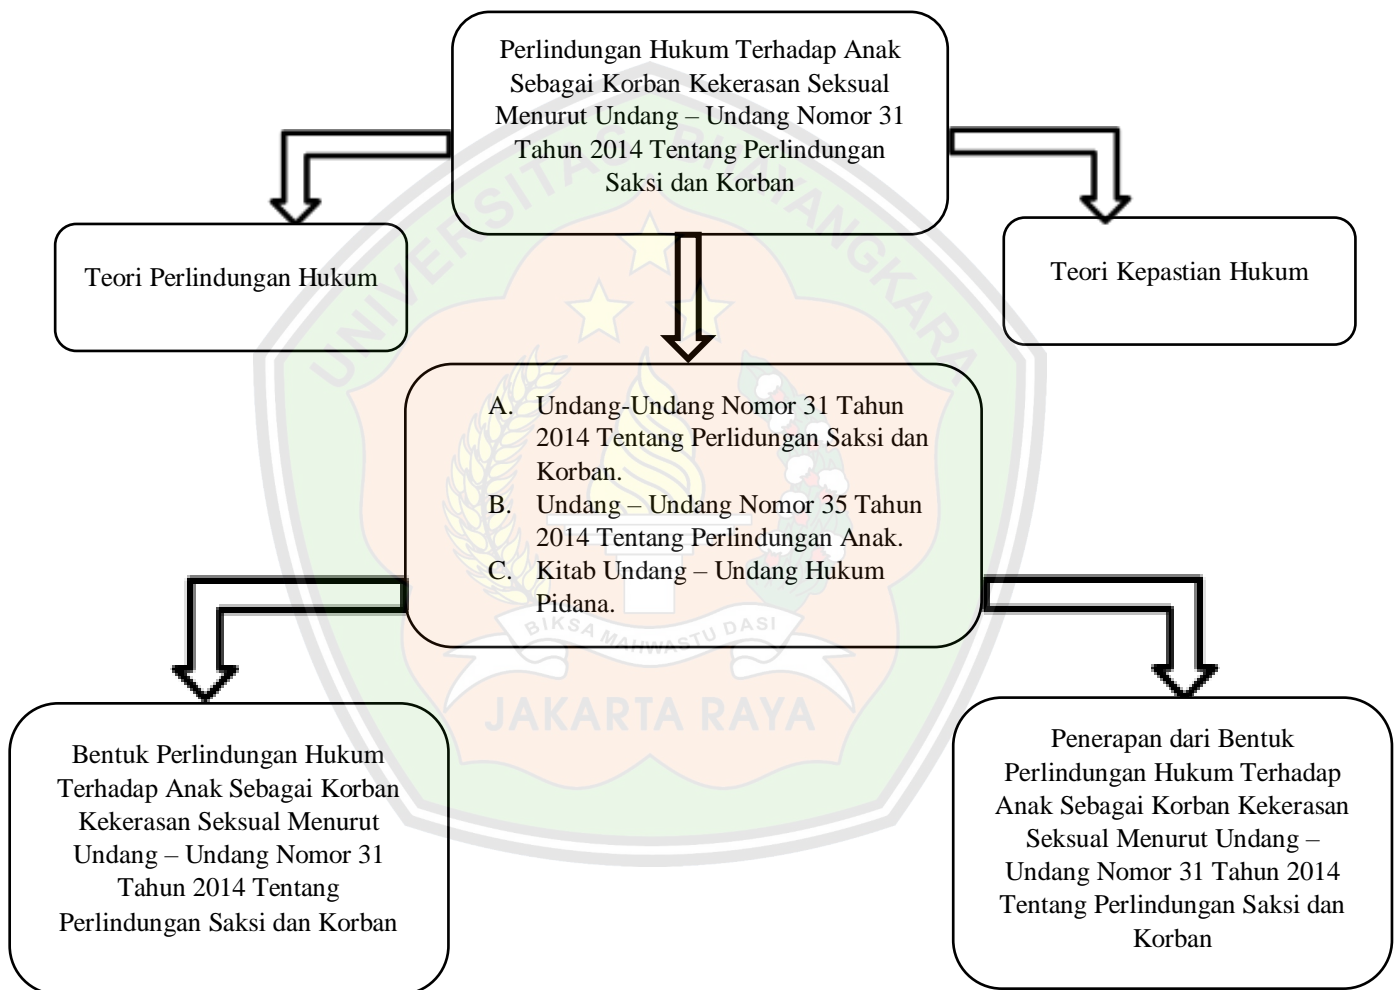 Perlindungan Hukum Terhadap Anak
Sebagai Korban Kekerasan Seksual
Menurut Undang – Undang Nomor 31
Tahun 2014 Tentang Perlindungan
Saksi dan Korban
Teori Perlindungan Hukum
Teori Kepastian Hukum
UNIVERSITAS BHAYANGKARA
A. Undang-Undang Nomor 31 Tahun
2014 Tentang Perlidungan Saksi dan
Korban.
B. Undang – Undang Nomor 35 Tahun
2014 Tentang Perlindungan Anak.
C. Kitab Undang – Undang Hukum
Pidana.
BIKSA MAHWASTU DASI
JAKARTA RAYA
Bentuk Perlindungan Hukum
Terhadap Anak Sebagai Korban
Kekerasan Seksual Menurut
Undang – Undang Nomor 31
Tahun 2014 Tentang
Perlindungan Saksi dan Korban
Penerapan dari Bentuk
Perlindungan Hukum Terhadap
Anak Sebagai Korban Kekerasan
Seksual Menurut Undang –
Undang Nomor 31 Tahun 2014
Tentang Perlindungan Saksi dan
Korban